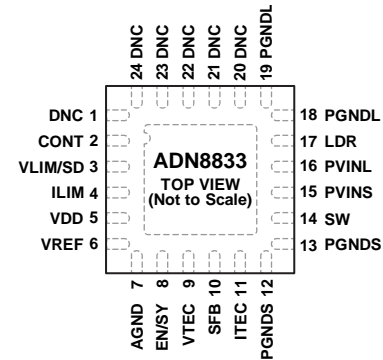 24 DNC
23 DNC
22 DNC
21 DNC
20 DNC
19 PGNDL
DNC 1
CONT 2
VLIM/SD 3
ILIM 4
VDD 5
VREF 6
ADN8833
TOP VIEW
(Not to Scale)
18 PGNDL
17 LDR
16 PVINL
15 PVINS
14 SW
13 PGNDS
AGND 7
EN/SY 8
VTEC 9
SFB 10
ITEC 11
PGNDS 12